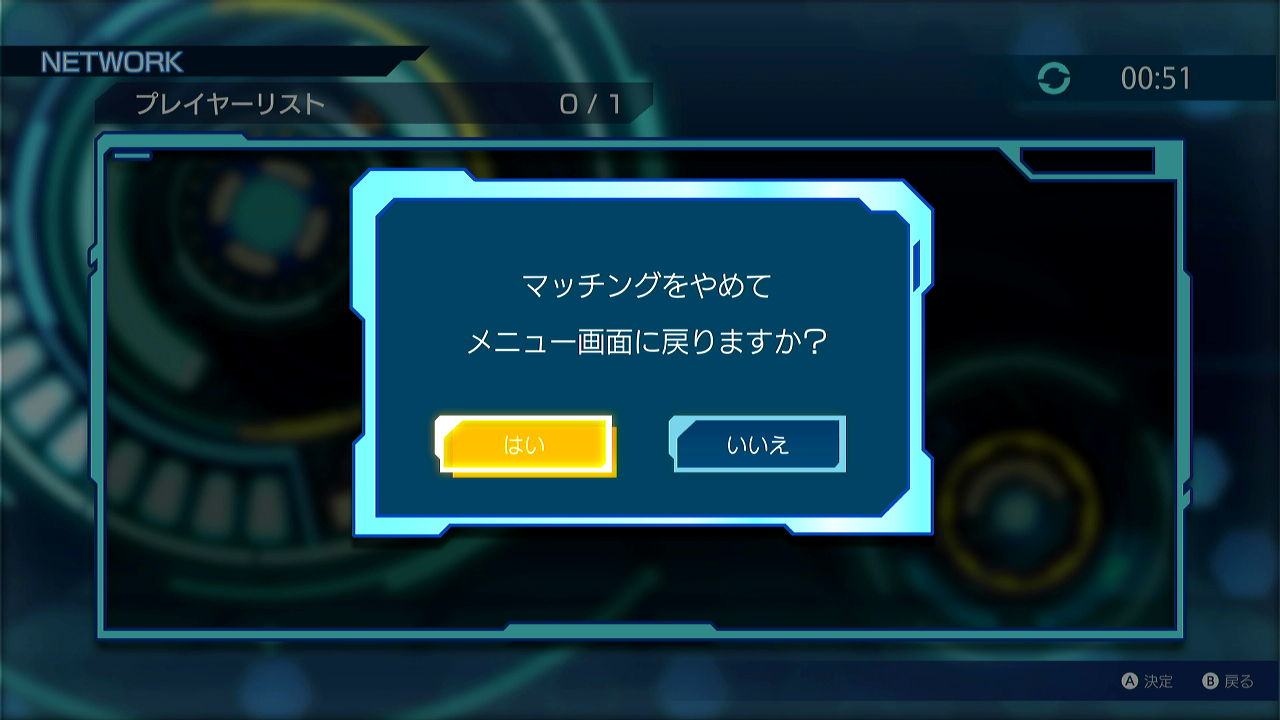 NETWORK
プレイヤーリスト 0 / 1
00:51
マッチングをやめて
メニュー画面に戻りますか?
はい いいえ
A 決定 B 戻る